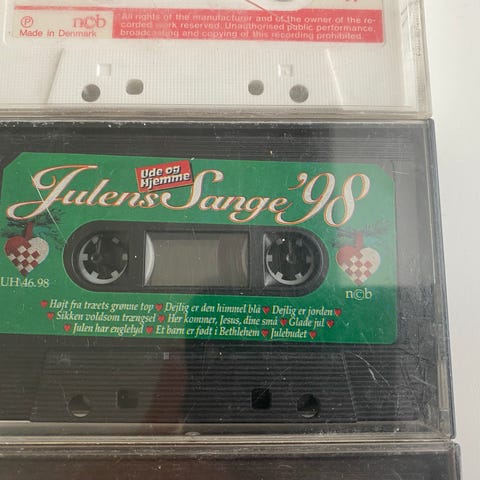 ℗ ncb "All rights of the manufacturer and of the owner of the re-
corded work reserved. Unauthorised public performance,
Made in Denmark broadcasting and copying of this recording prohibited.
Ude og
Hjemme
Julens Sange '98
UH 46.98
n©b
Højt fra træets grønne top ♥ Dejlig er den himmel blå ♥ Dejlig er jorden ♥
♥ Sikken voldsom trængsel ♥ Her kommer, Jesus, dine små ♥ Glade jul ♥
♥ Julen har englelyd ♥ Et barn er født i Bethlehem ♥ Julebudet ♥